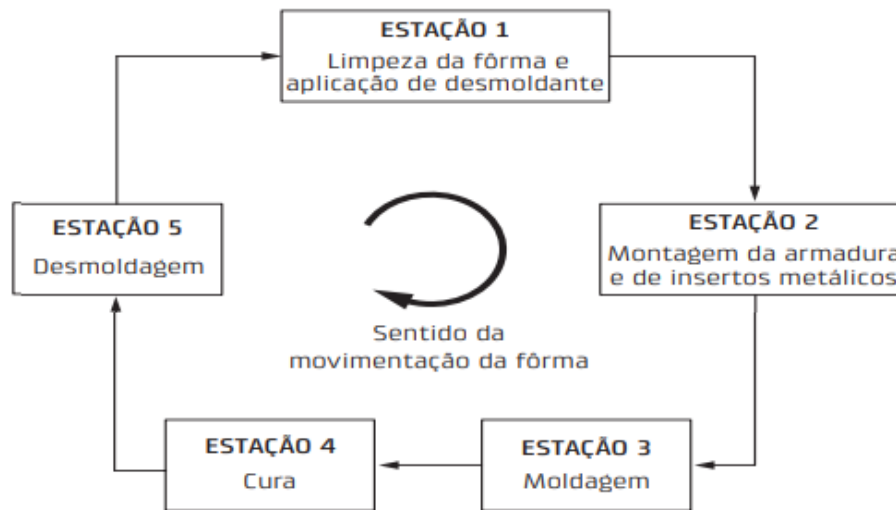 ESTAÇÃO 1
Limpeza da fôrma e
aplicação de desmoldante
ESTAÇÃO 5
Desmoldagem
ESTAÇÃO 2
Montagem da armadura
e de insertos metálicos
Sentido da
movimentação da fôrma
ESTAÇÃO 4
Cura
ESTAÇÃO 3
Moldagem